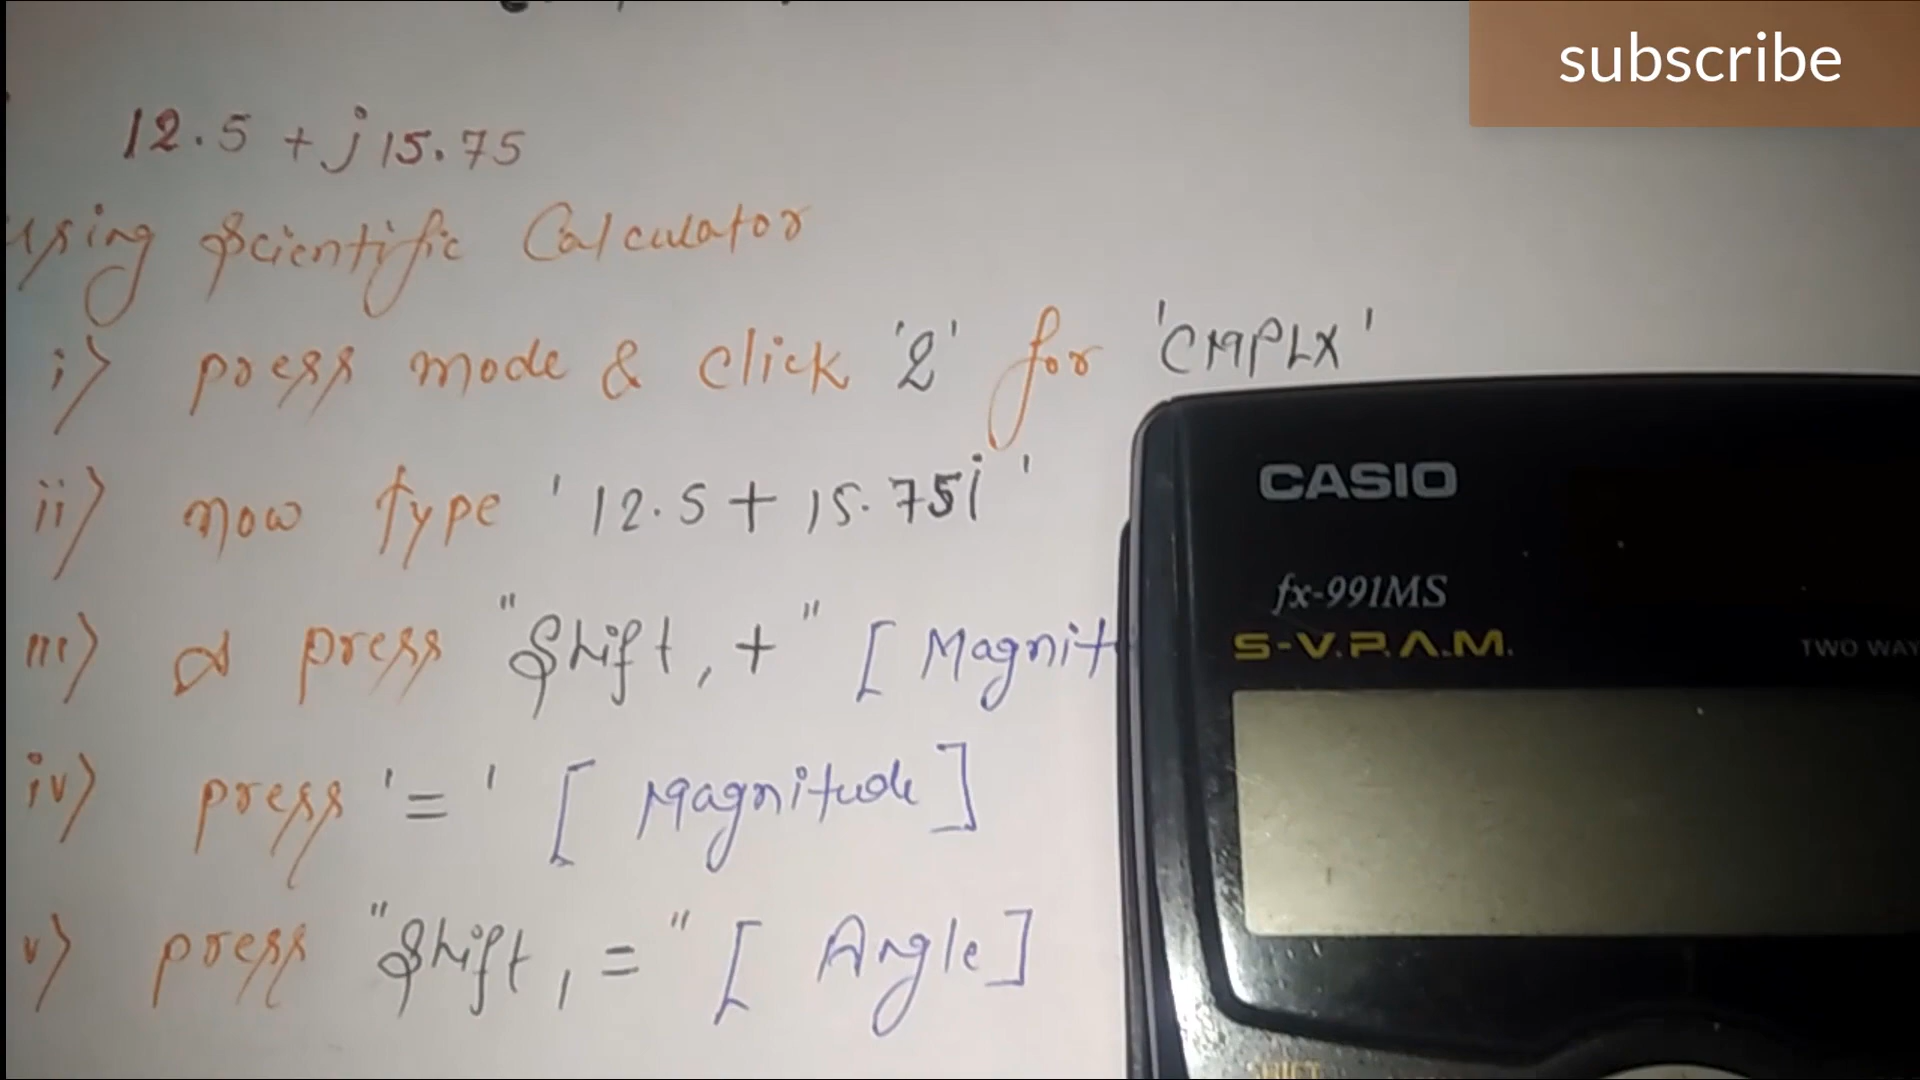 subscribe
12.5 + j 15.75
using Scientific Calculator
i) press mode & click '2' for 'CMPLX'
ii) now type '12.5 + 15.75i'
iii) & press "Shift, +" [ Magnit
iv) press '=' [ Magnitude ]
v) press "Shift, =" [ Angle ]
CASIO
fx-991MS
S-V.P.A.M.
TWO WAY